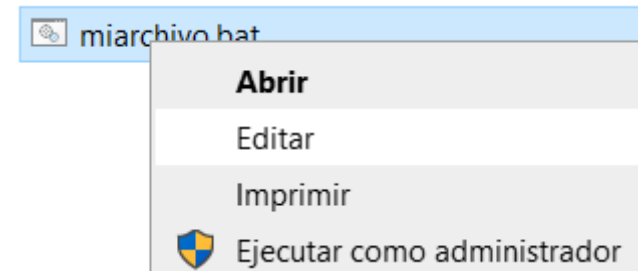 miarchivo.bat
Abrir
Editar
Imprimir
Ejecutar como administrador